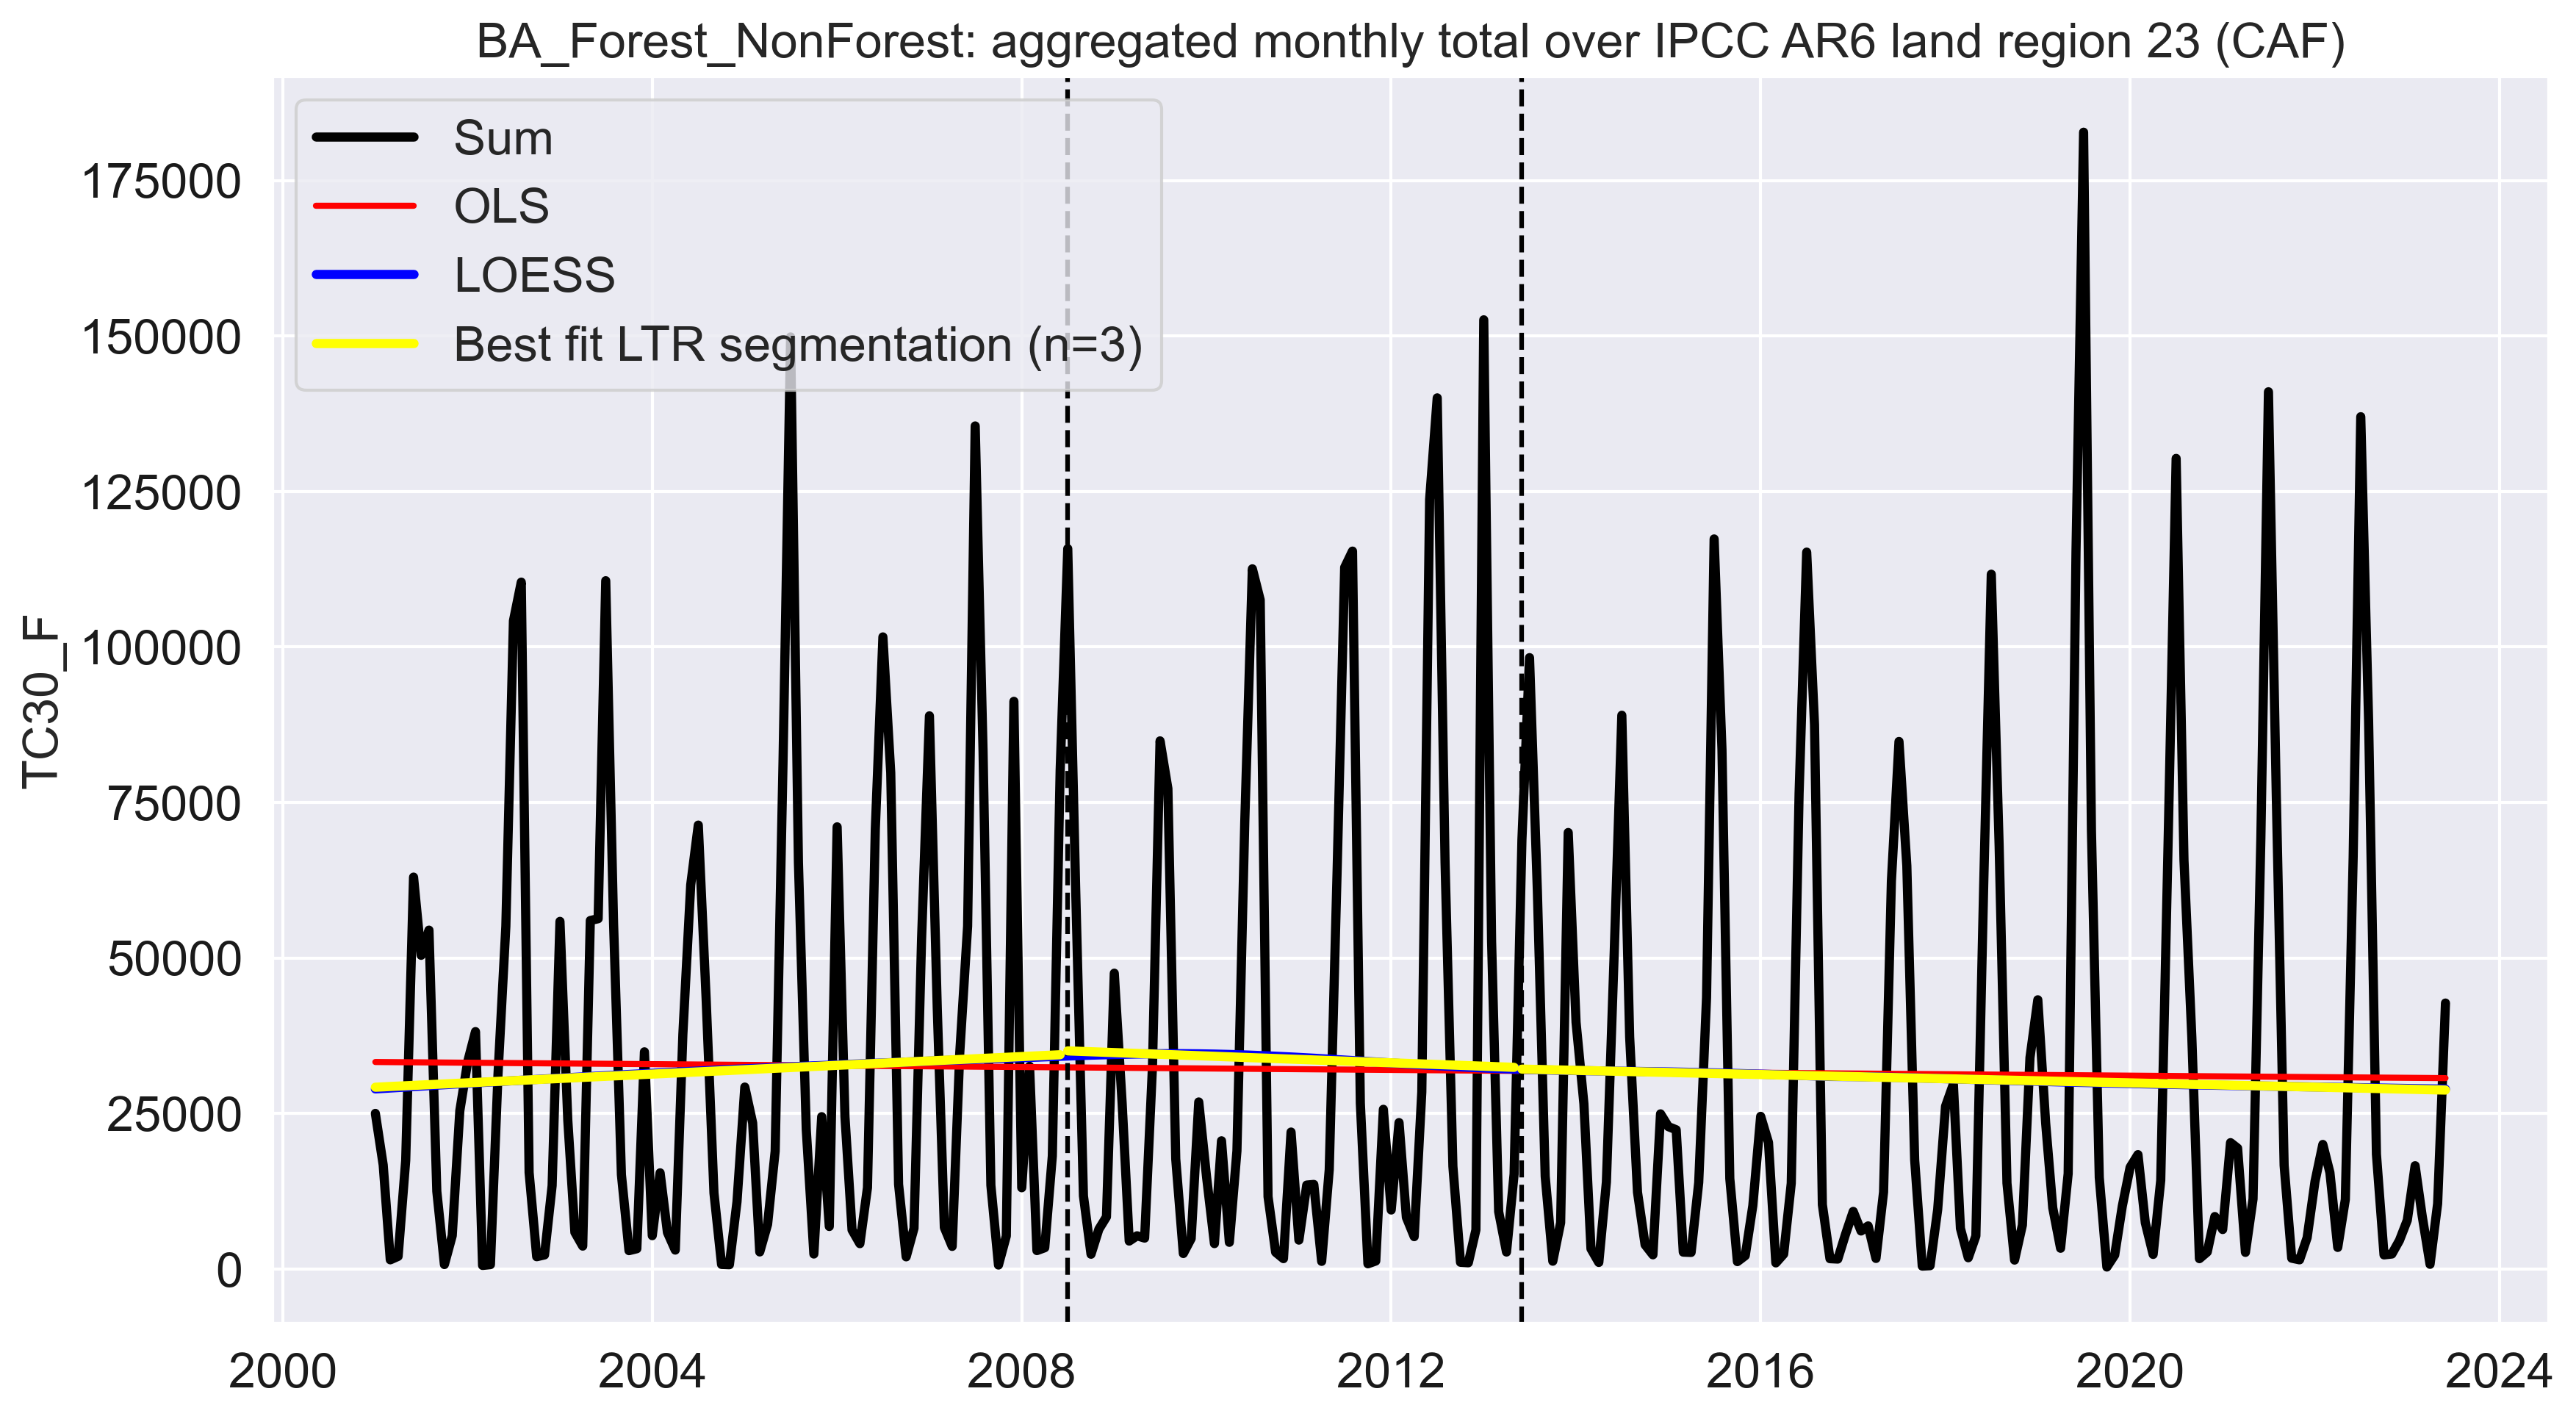 BA_Forest_NonForest: aggregated monthly total over IPCC AR6 land region 23 (CAF)
Sum
OLS
LOESS
Best fit LTR segmentation (n=3)
TC30_F
175000
150000
125000
100000
75000
50000
25000
0
2000
2004
2008
2012
2016
2020
2024